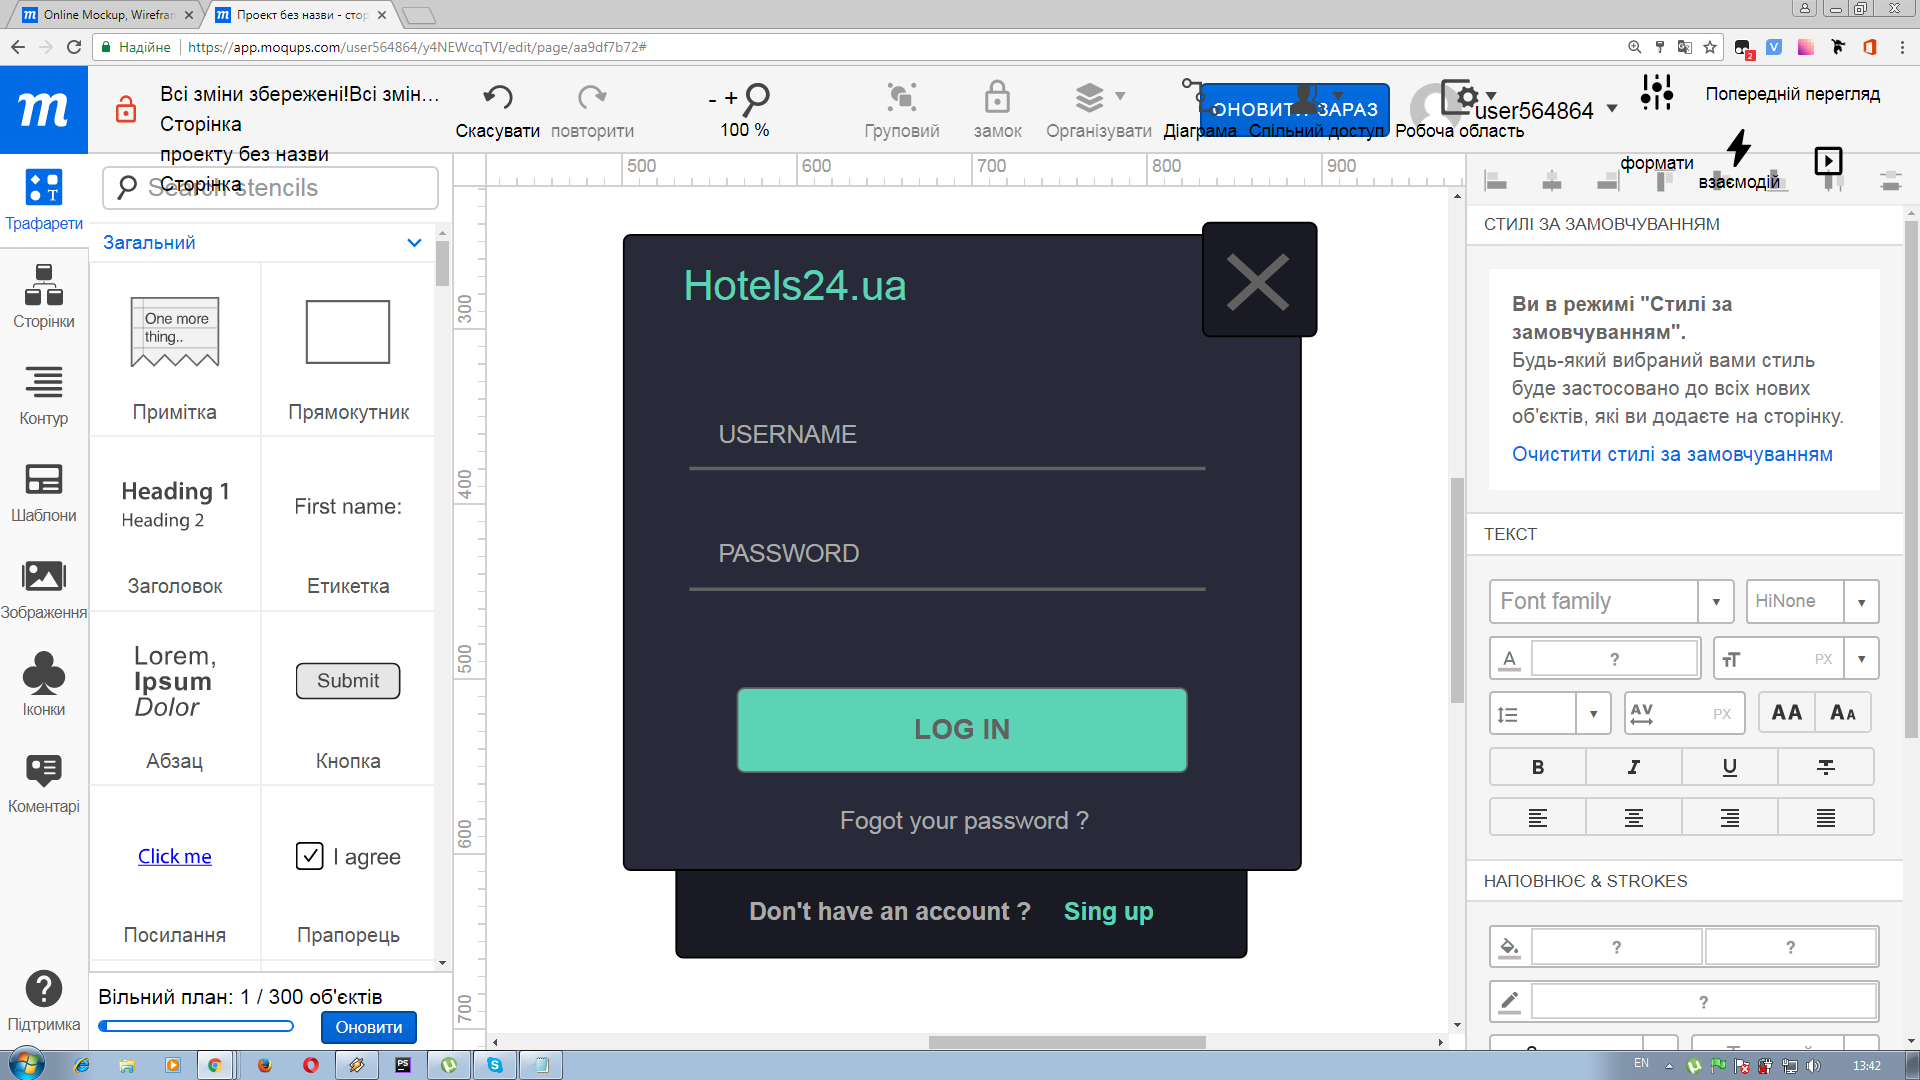 Online Mockup, Wirefran
Проект без назви - стор
Надійне
https://app.moqups.com/user564864/y4NEWcqTVI/edit/page/aa9df7b72#
2
m
Всі зміни збережені!Всі змін…
Сторінка
проекту без назви
Сторінка
Скасувати
повторити
- +
100 %
Груповий
замок
Організувати
ОНОВИТИ ЗАРАЗ
Діаграма
Спільний доступ
Робоча область
user564864
Попередній перегляд
формати
взаємодій
Search stencils
Трафарети
Сторінки
Контур
Шаблони
Зображення
Іконки
Коментарі
Підтримка
Загальний
One more
thing..
Примітка
Прямокутник
Heading 1
Heading 2
Заголовок
First name:
Етикетка
Lorem,
Ipsum
Dolor
Абзац
Submit
Кнопка
Click me
Посилання
I agree
Прапорець
Вільний план: 1 / 300 об'єктів
Оновити
500 600 700 800 900
300
400
500
600
700
Hotels24.ua
USERNAME
PASSWORD
LOG IN
Fogot your password ?
Don't have an account ? Sing up
СТИЛІ ЗА ЗАМОВЧУВАННЯМ
Ви в режимі "Стилі за
замовчуванням".
Будь-який вибраний вами стиль
буде застосовано до всіх нових
об'єктів, які ви додаєте на сторінку.
Очистити стилі за замовчуванням
ТЕКСТ
Font family
HiNone
A ?
тТ PX
AV PX
AA AA
B I U T
НАПОВНЮЄ & STROKES
? ?
?
PS
EN
13:42